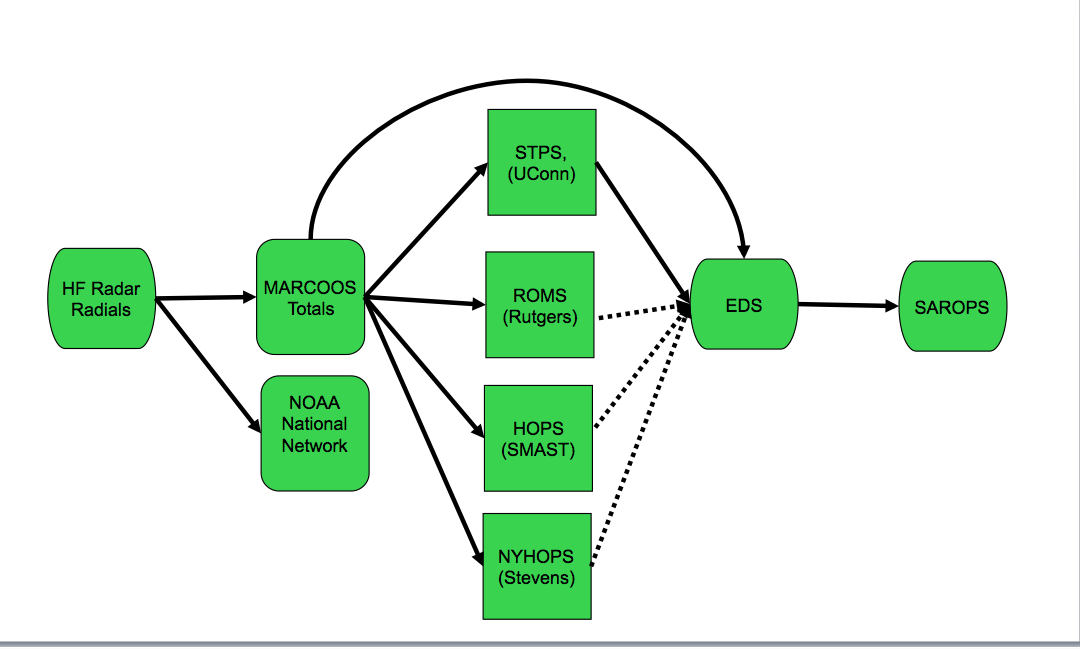 HF Radar
Radials
MARCOOS
Totals
NOAA
National
Network
STPS,
(UConn)
ROMS
(Rutgers)
HOPS
(SMAST)
NYHOPS
(Stevens)
EDS
SAROPS